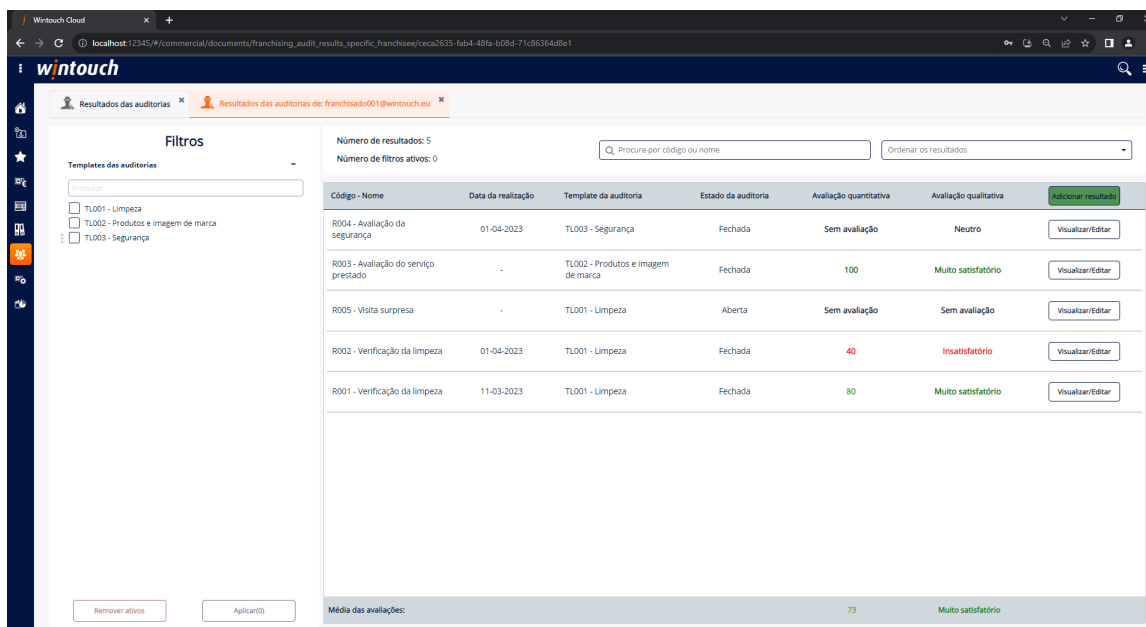 Wintouch Cloud
localhost:12345/#/commercial/documents/franchising_audit_results_specific_franchisee/ceca2635-fab4-48fa-b08d-71c86364d8e1
wintouch
Resultados das auditorias
Resultados das auditorias de: franchisado001@wintouch.eu
Filtros
Templates das auditorias
Procurar
TL001 - Limpeza
TL002 - Produtos e imagem de marca
TL003 - Segurança
Remover ativos
Aplicar(0)
Número de resultados: 5
Número de filtros ativos: 0
Procure por código ou nome
Ordenar os resultados
Código - Nome Data da realização Template da auditoria Estado da auditoria Avaliação quantitativa Avaliação qualitativa Adicionar resultado
R004 - Avaliação da segurança 01-04-2023 TL003 - Segurança Fechada Sem avaliação Neutro Visualizar/Editar
R003 - Avaliação do serviço prestado - TL002 - Produtos e imagem de marca Fechada 100 Muito satisfatório Visualizar/Editar
R005 - Visita surpresa - TL001 - Limpeza Aberta Sem avaliação Sem avaliação Visualizar/Editar
R002 - Verificação da limpeza 01-04-2023 TL001 - Limpeza Fechada 40 Insatisfatório Visualizar/Editar
R001 - Verificação da limpeza 11-03-2023 TL001 - Limpeza Fechada 80 Muito satisfatório Visualizar/Editar
Média das avaliações: 73 Muito satisfatório